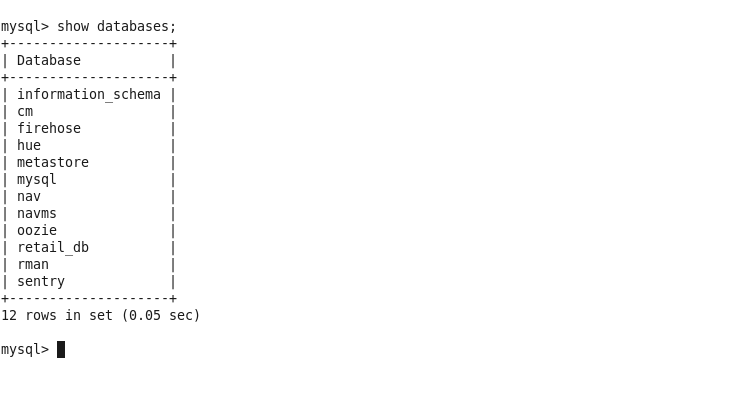 mysql> show databases;
+--------------------+
| Database           |
+--------------------+
| information_schema |
| cm                 |
| firehose           |
| hue                |
| metastore          |
| mysql              |
| nav                |
| navms              |
| oozie              |
| retail_db          |
| rman               |
| sentry             |
+--------------------+
12 rows in set (0.05 sec)
mysql>